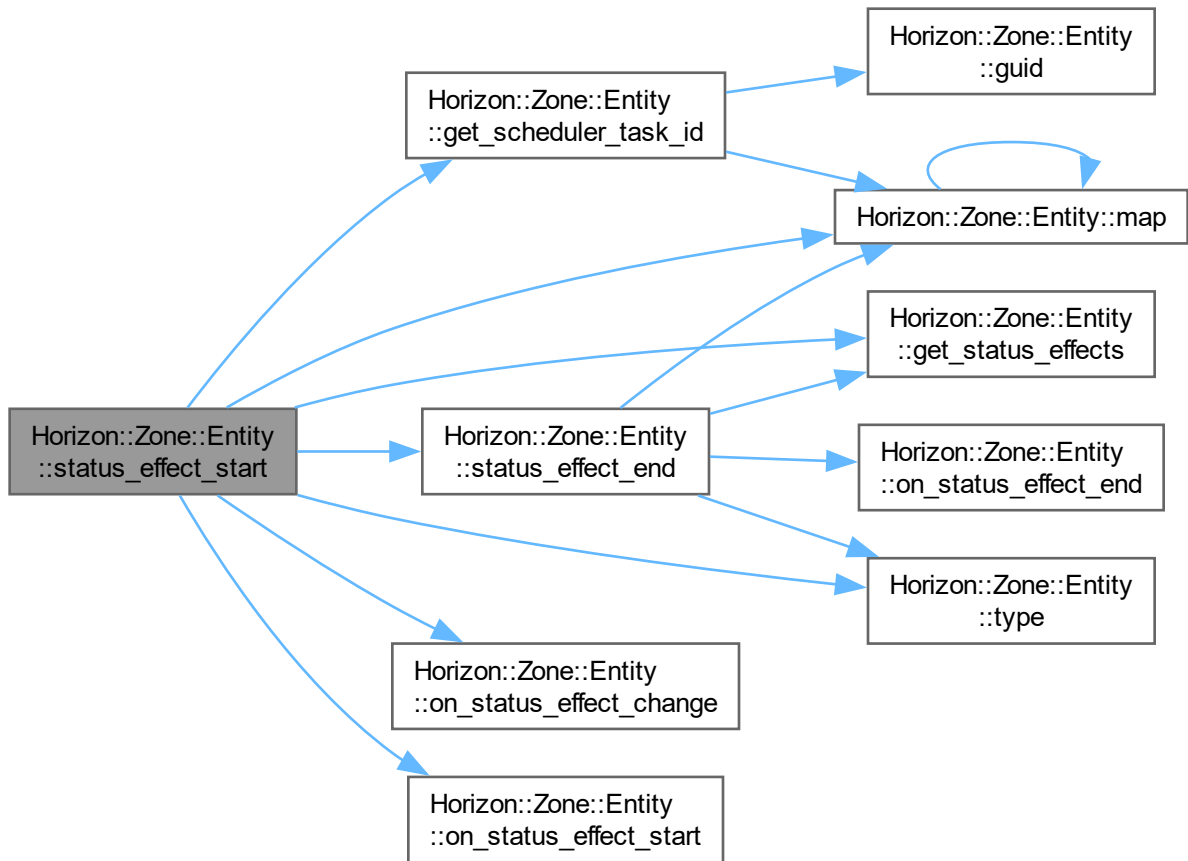 Horizon::Zone::Entity
::guid
Horizon::Zone::Entity
::get_scheduler_task_id
Horizon::Zone::Entity::map
Horizon::Zone::Entity
::get_status_effects
Horizon::Zone::Entity
::status_effect_start
Horizon::Zone::Entity
::status_effect_end
Horizon::Zone::Entity
::on_status_effect_end
Horizon::Zone::Entity
::type
Horizon::Zone::Entity
::on_status_effect_change
Horizon::Zone::Entity
::on_status_effect_start